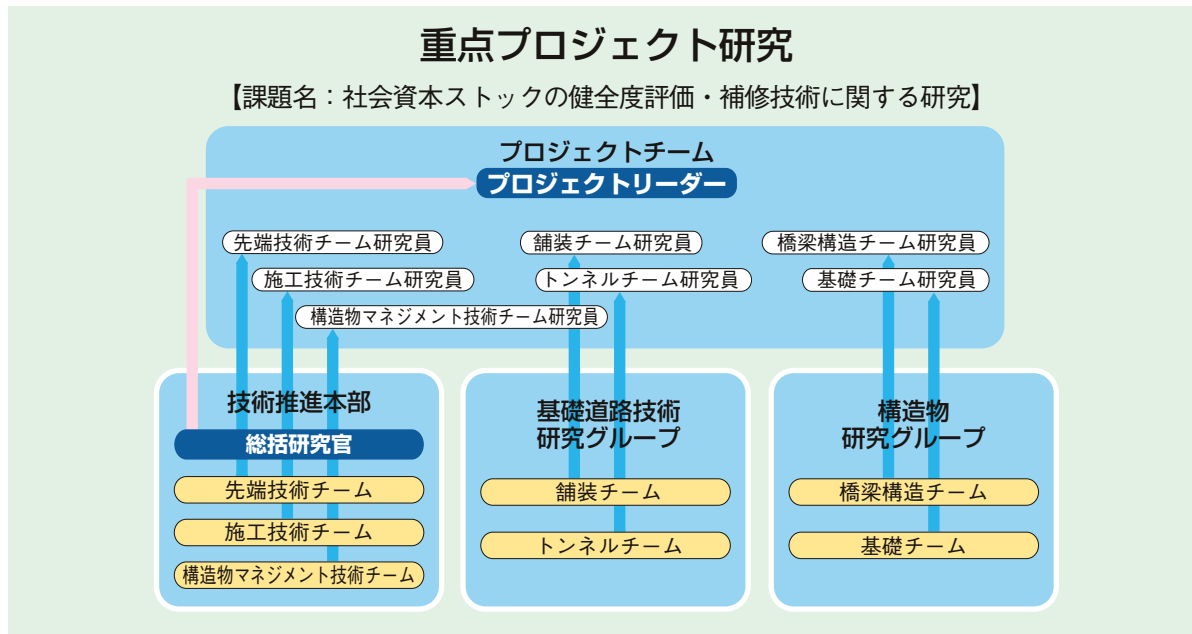 重点プロジェクト研究
【課題名：社会資本ストックの健全度評価・補修技術に関する研究】
プロジェクトチーム
プロジェクトリーダー
先端技術チーム研究員
施工技術チーム研究員
構造物マネジメント技術チーム研究員
舗装チーム研究員
トンネルチーム研究員
橋梁構造チーム研究員
基礎チーム研究員
技術推進本部
総括研究官
先端技術チーム
施工技術チーム
構造物マネジメント技術チーム
基礎道路技術
研究グループ
舗装チーム
トンネルチーム
構造物
研究グループ
橋梁構造チーム
基礎チーム